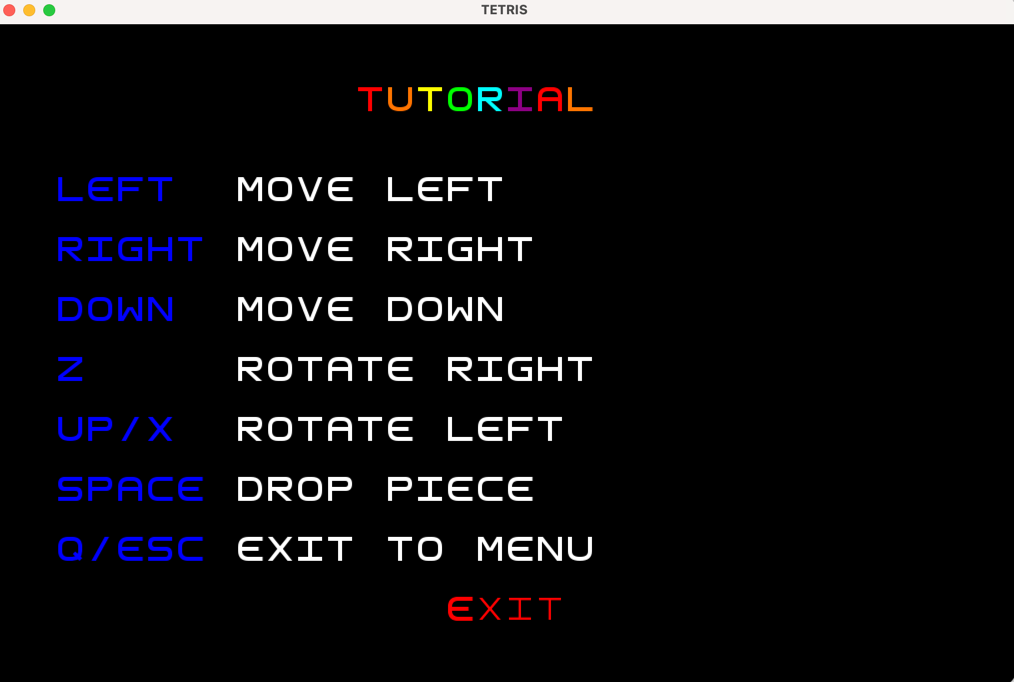 TETRIS
TUTORIAL
LEFT MOVE LEFT
RIGHT MOVE RIGHT
DOWN MOVE DOWN
Z ROTATE RIGHT
UP/X ROTATE LEFT
SPACE DROP PIECE
Q/ESC EXIT TO MENU
EXIT